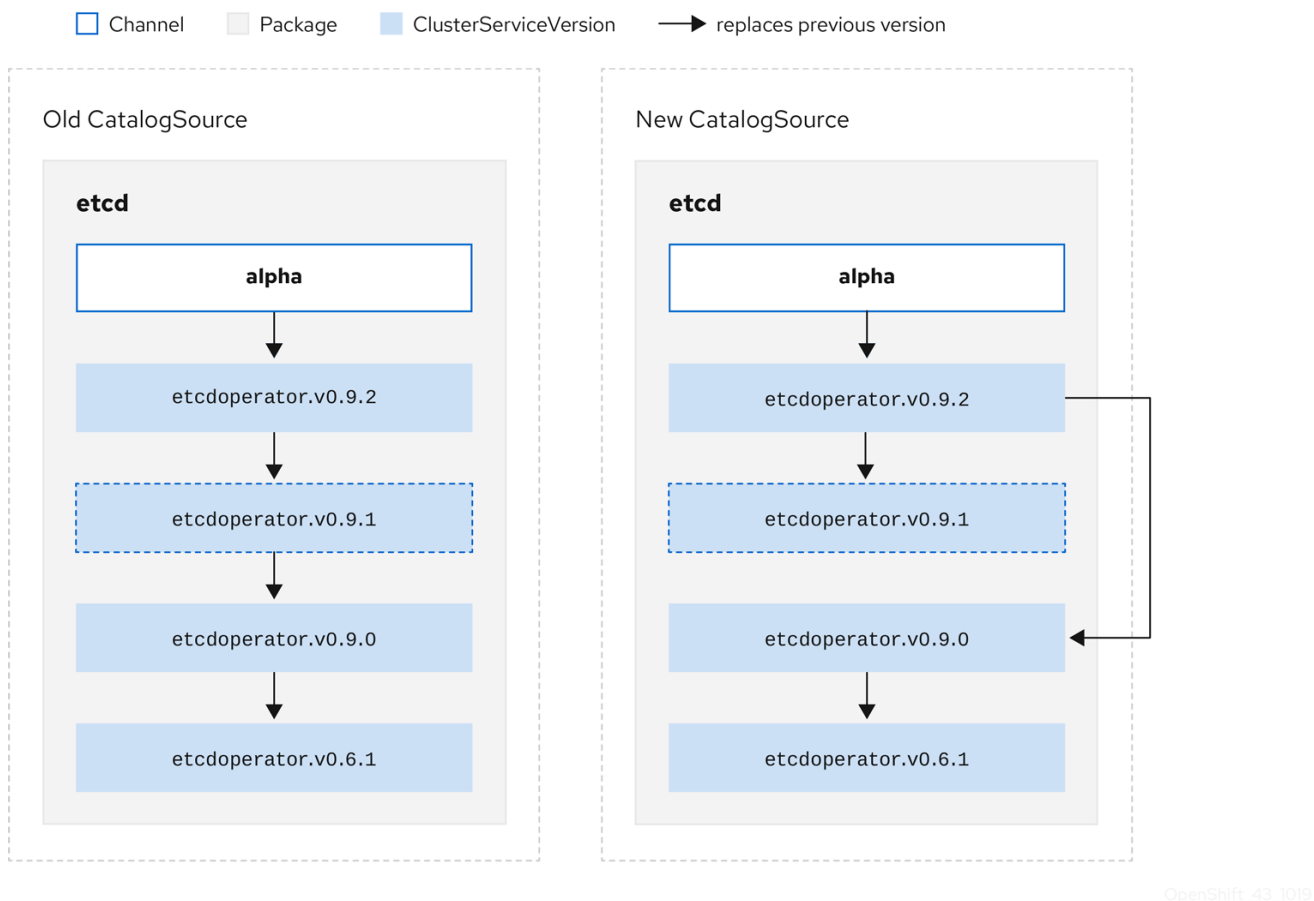 Channel Package ClusterServiceVersion replaces previous version
Old CatalogSource
etcd
alpha
etcdoperator.v0.9.2
etcdoperator.v0.9.1
etcdoperator.v0.9.0
etcdoperator.v0.6.1
New CatalogSource
etcd
alpha
etcdoperator.v0.9.2
etcdoperator.v0.9.1
etcdoperator.v0.9.0
etcdoperator.v0.6.1
OpenShift_43_1019